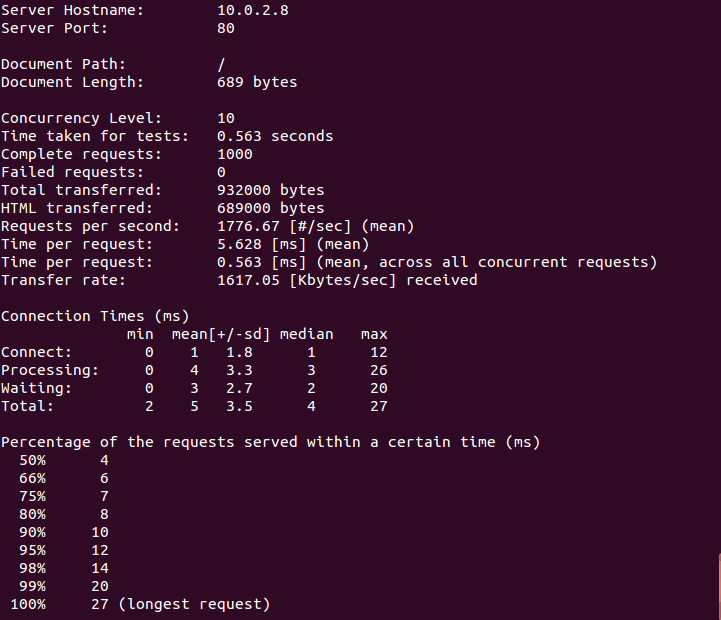 Server Hostname:        10.0.2.8
Server Port:            80

Document Path:          /
Document Length:        689 bytes

Concurrency Level:      10
Time taken for tests:   0.563 seconds
Complete requests:      1000
Failed requests:        0
Total transferred:      932000 bytes
HTML transferred:       689000 bytes
Requests per second:    1776.67 [#/sec] (mean)
Time per request:       5.628 [ms] (mean)
Time per request:       0.563 [ms] (mean, across all concurrent requests)
Transfer rate:          1617.05 [Kbytes/sec] received

Connection Times (ms)
              min  mean[+/-sd] median   max
Connect:        0    1   1.8      1      12
Processing:     0    4   3.3      3      26
Waiting:        0    3   2.7      2      20
Total:          2    5   3.5      4      27

Percentage of the requests served within a certain time (ms)
  50%      4
  66%      6
  75%      7
  80%      8
  90%     10
  95%     12
  98%     14
  99%     20
 100%     27 (longest request)